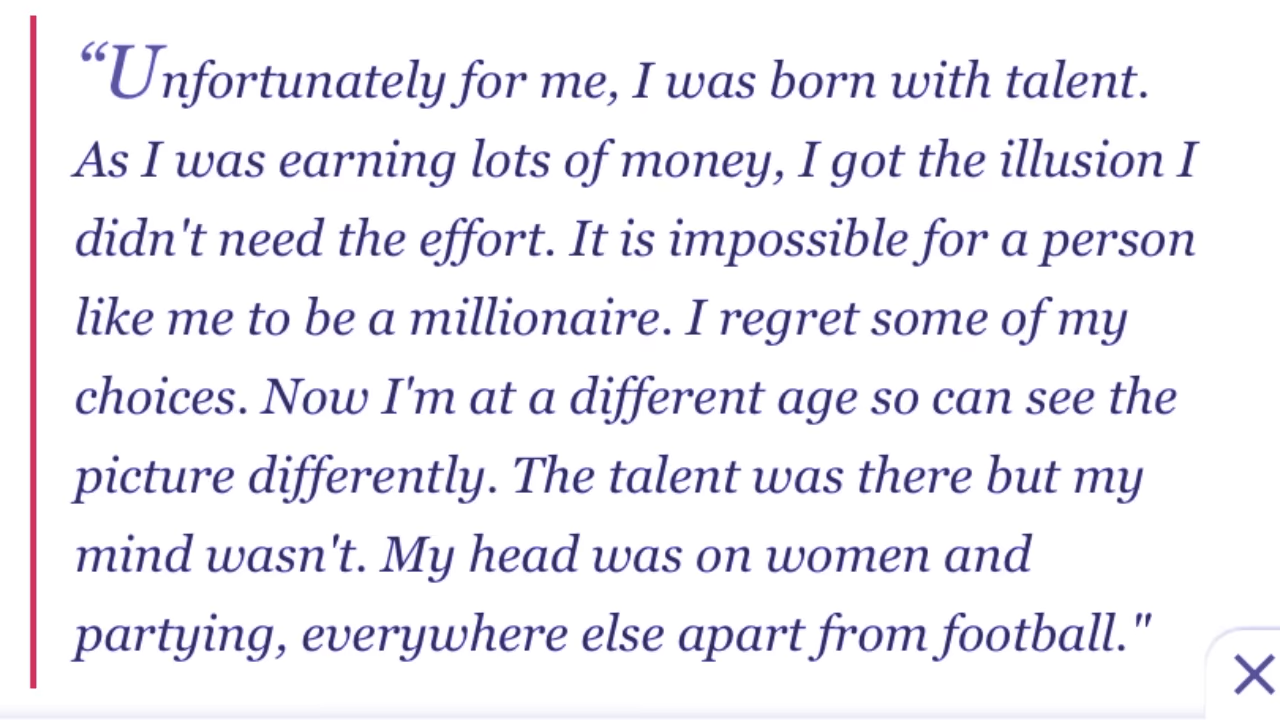 “Unfortunately for me, I was born with talent.
As I was earning lots of money, I got the illusion I
didn't need the effort. It is impossible for a person
like me to be a millionaire. I regret some of my
choices. Now I'm at a different age so can see the
picture differently. The talent was there but my
mind wasn't. My head was on women and
partying, everywhere else apart from football."